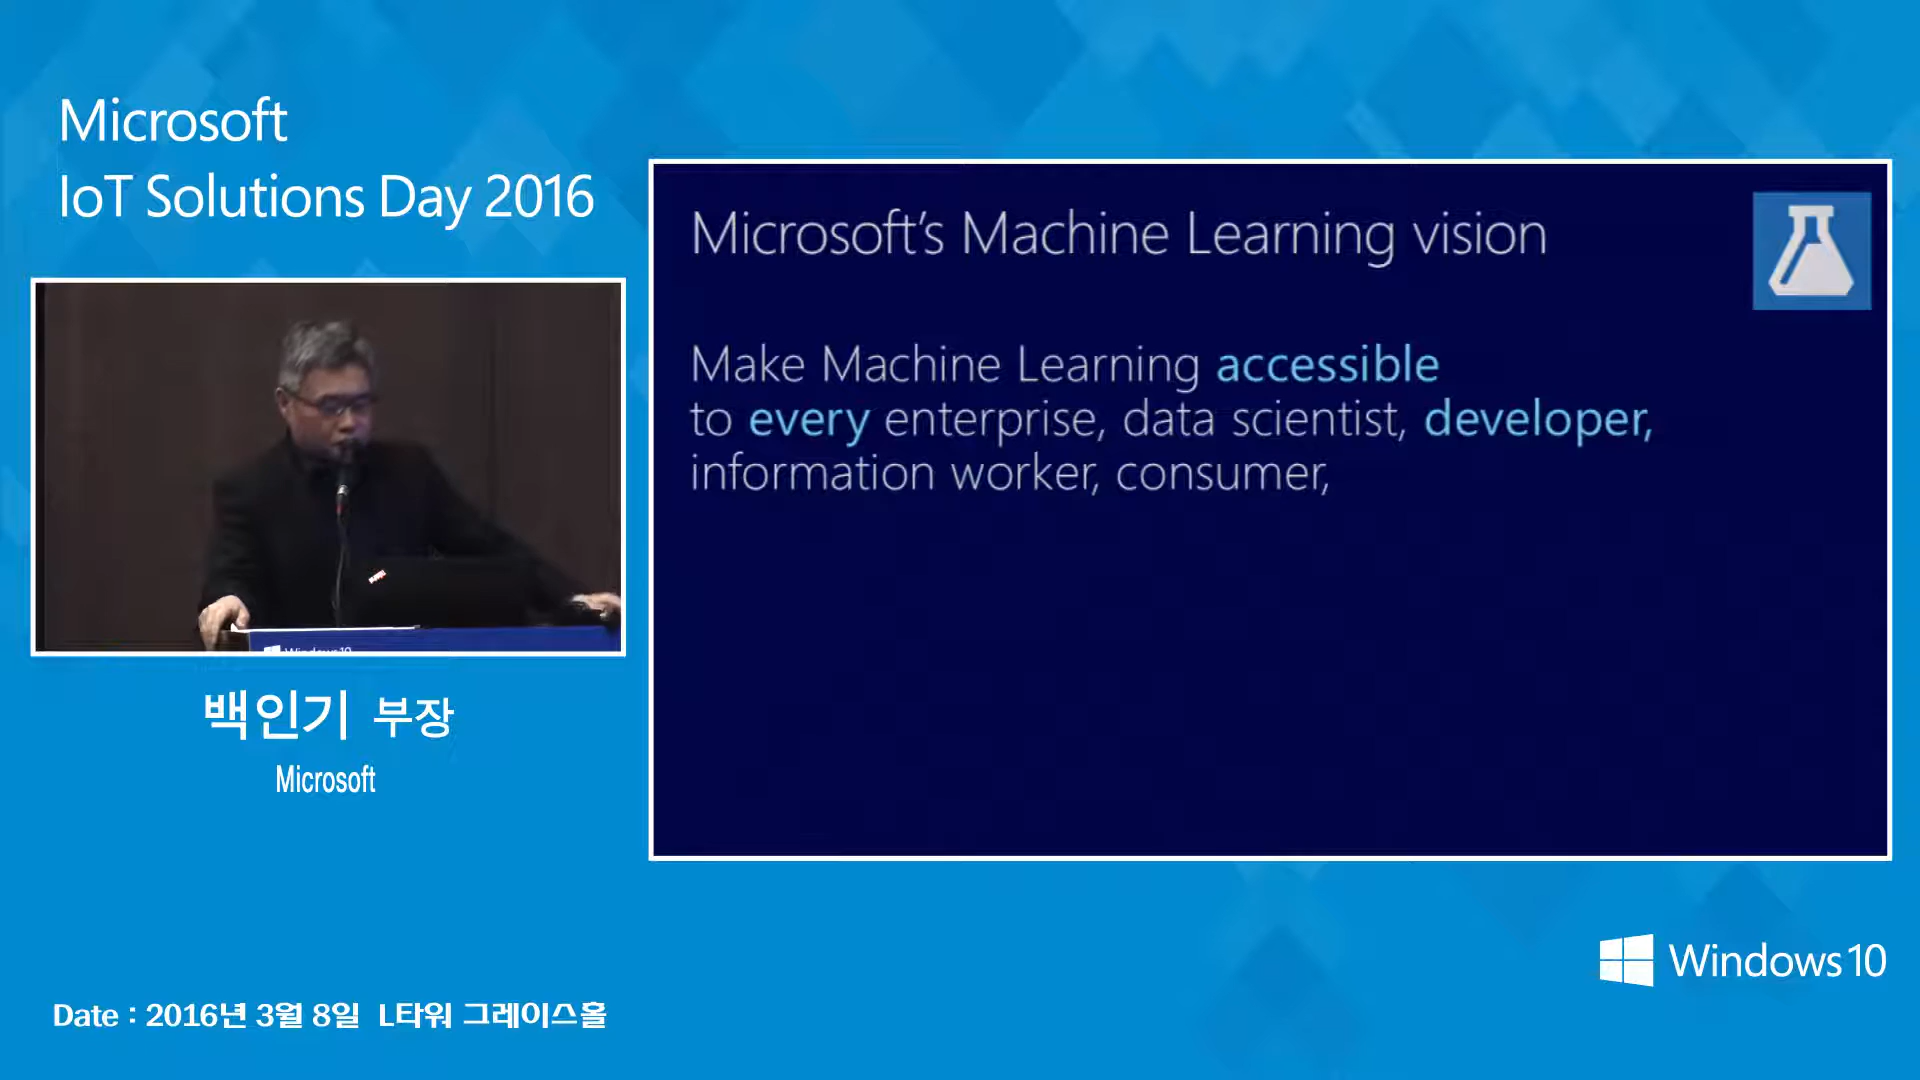 Microsoft
IoT Solutions Day 2016
Microsoft's Machine Learning vision
Make Machine Learning accessible
to every enterprise, data scientist, developer,
information worker, consumer,
Windows10
백인기 부장
Microsoft
Windows10
Date : 2016년 3월 8일 L타워 그레이스홀